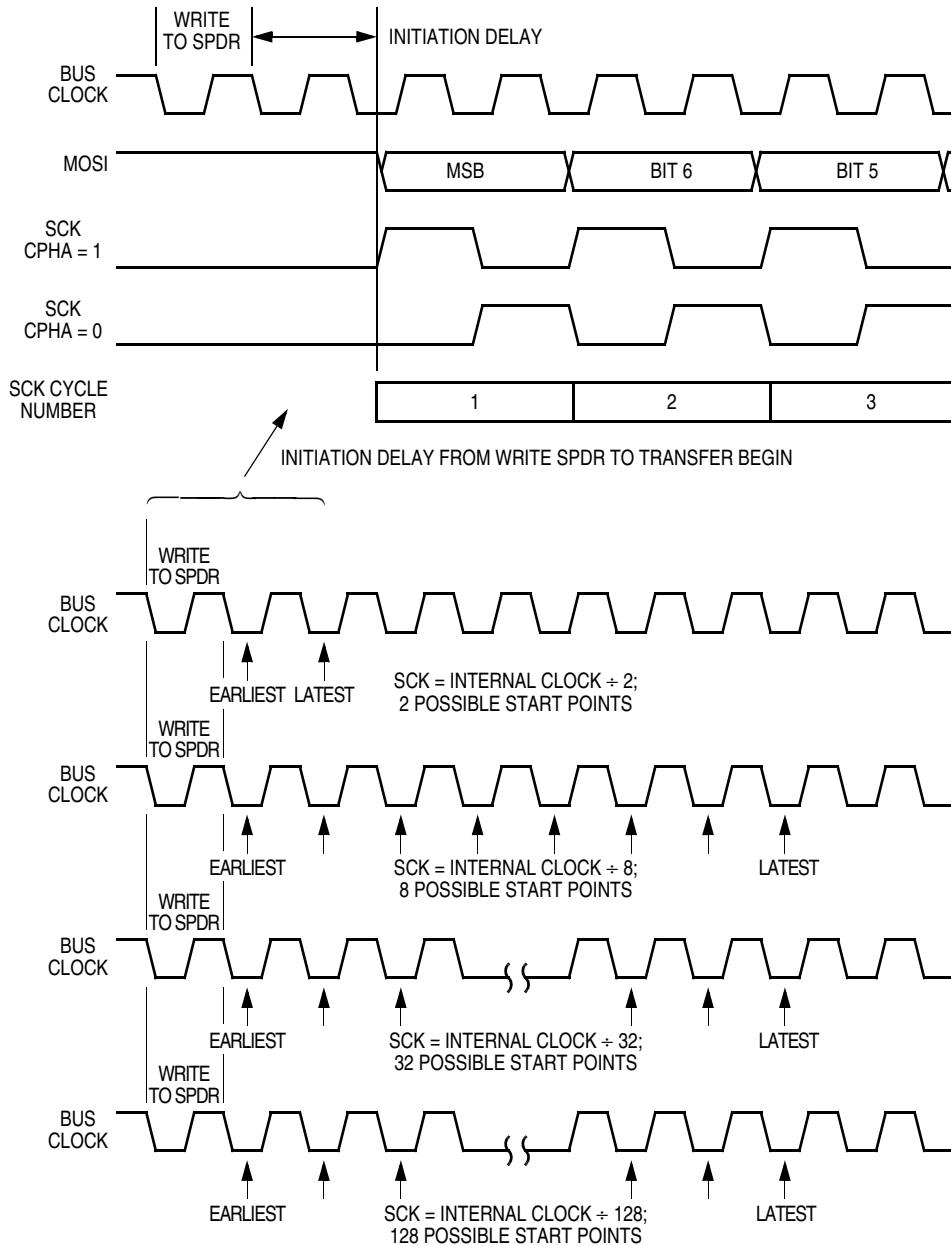 WRITE
TO SPDR
INITIATION DELAY
BUS
CLOCK
MOSI
MSB
BIT 6
BIT 5
SCK
CPHA = 1
SCK
CPHA = 0
SCK CYCLE
NUMBER
1
2
3
INITIATION DELAY FROM WRITE SPDR TO TRANSFER BEGIN
WRITE
TO SPDR
BUS
CLOCK
EARLIEST
LATEST
SCK = INTERNAL CLOCK ÷ 2;
2 POSSIBLE START POINTS
WRITE
TO SPDR
BUS
CLOCK
EARLIEST
SCK = INTERNAL CLOCK ÷ 8;
8 POSSIBLE START POINTS
LATEST
WRITE
TO SPDR
BUS
CLOCK
EARLIEST
SCK = INTERNAL CLOCK ÷ 32;
32 POSSIBLE START POINTS
LATEST
WRITE
TO SPDR
BUS
CLOCK
EARLIEST
SCK = INTERNAL CLOCK ÷ 128;
128 POSSIBLE START POINTS
LATEST